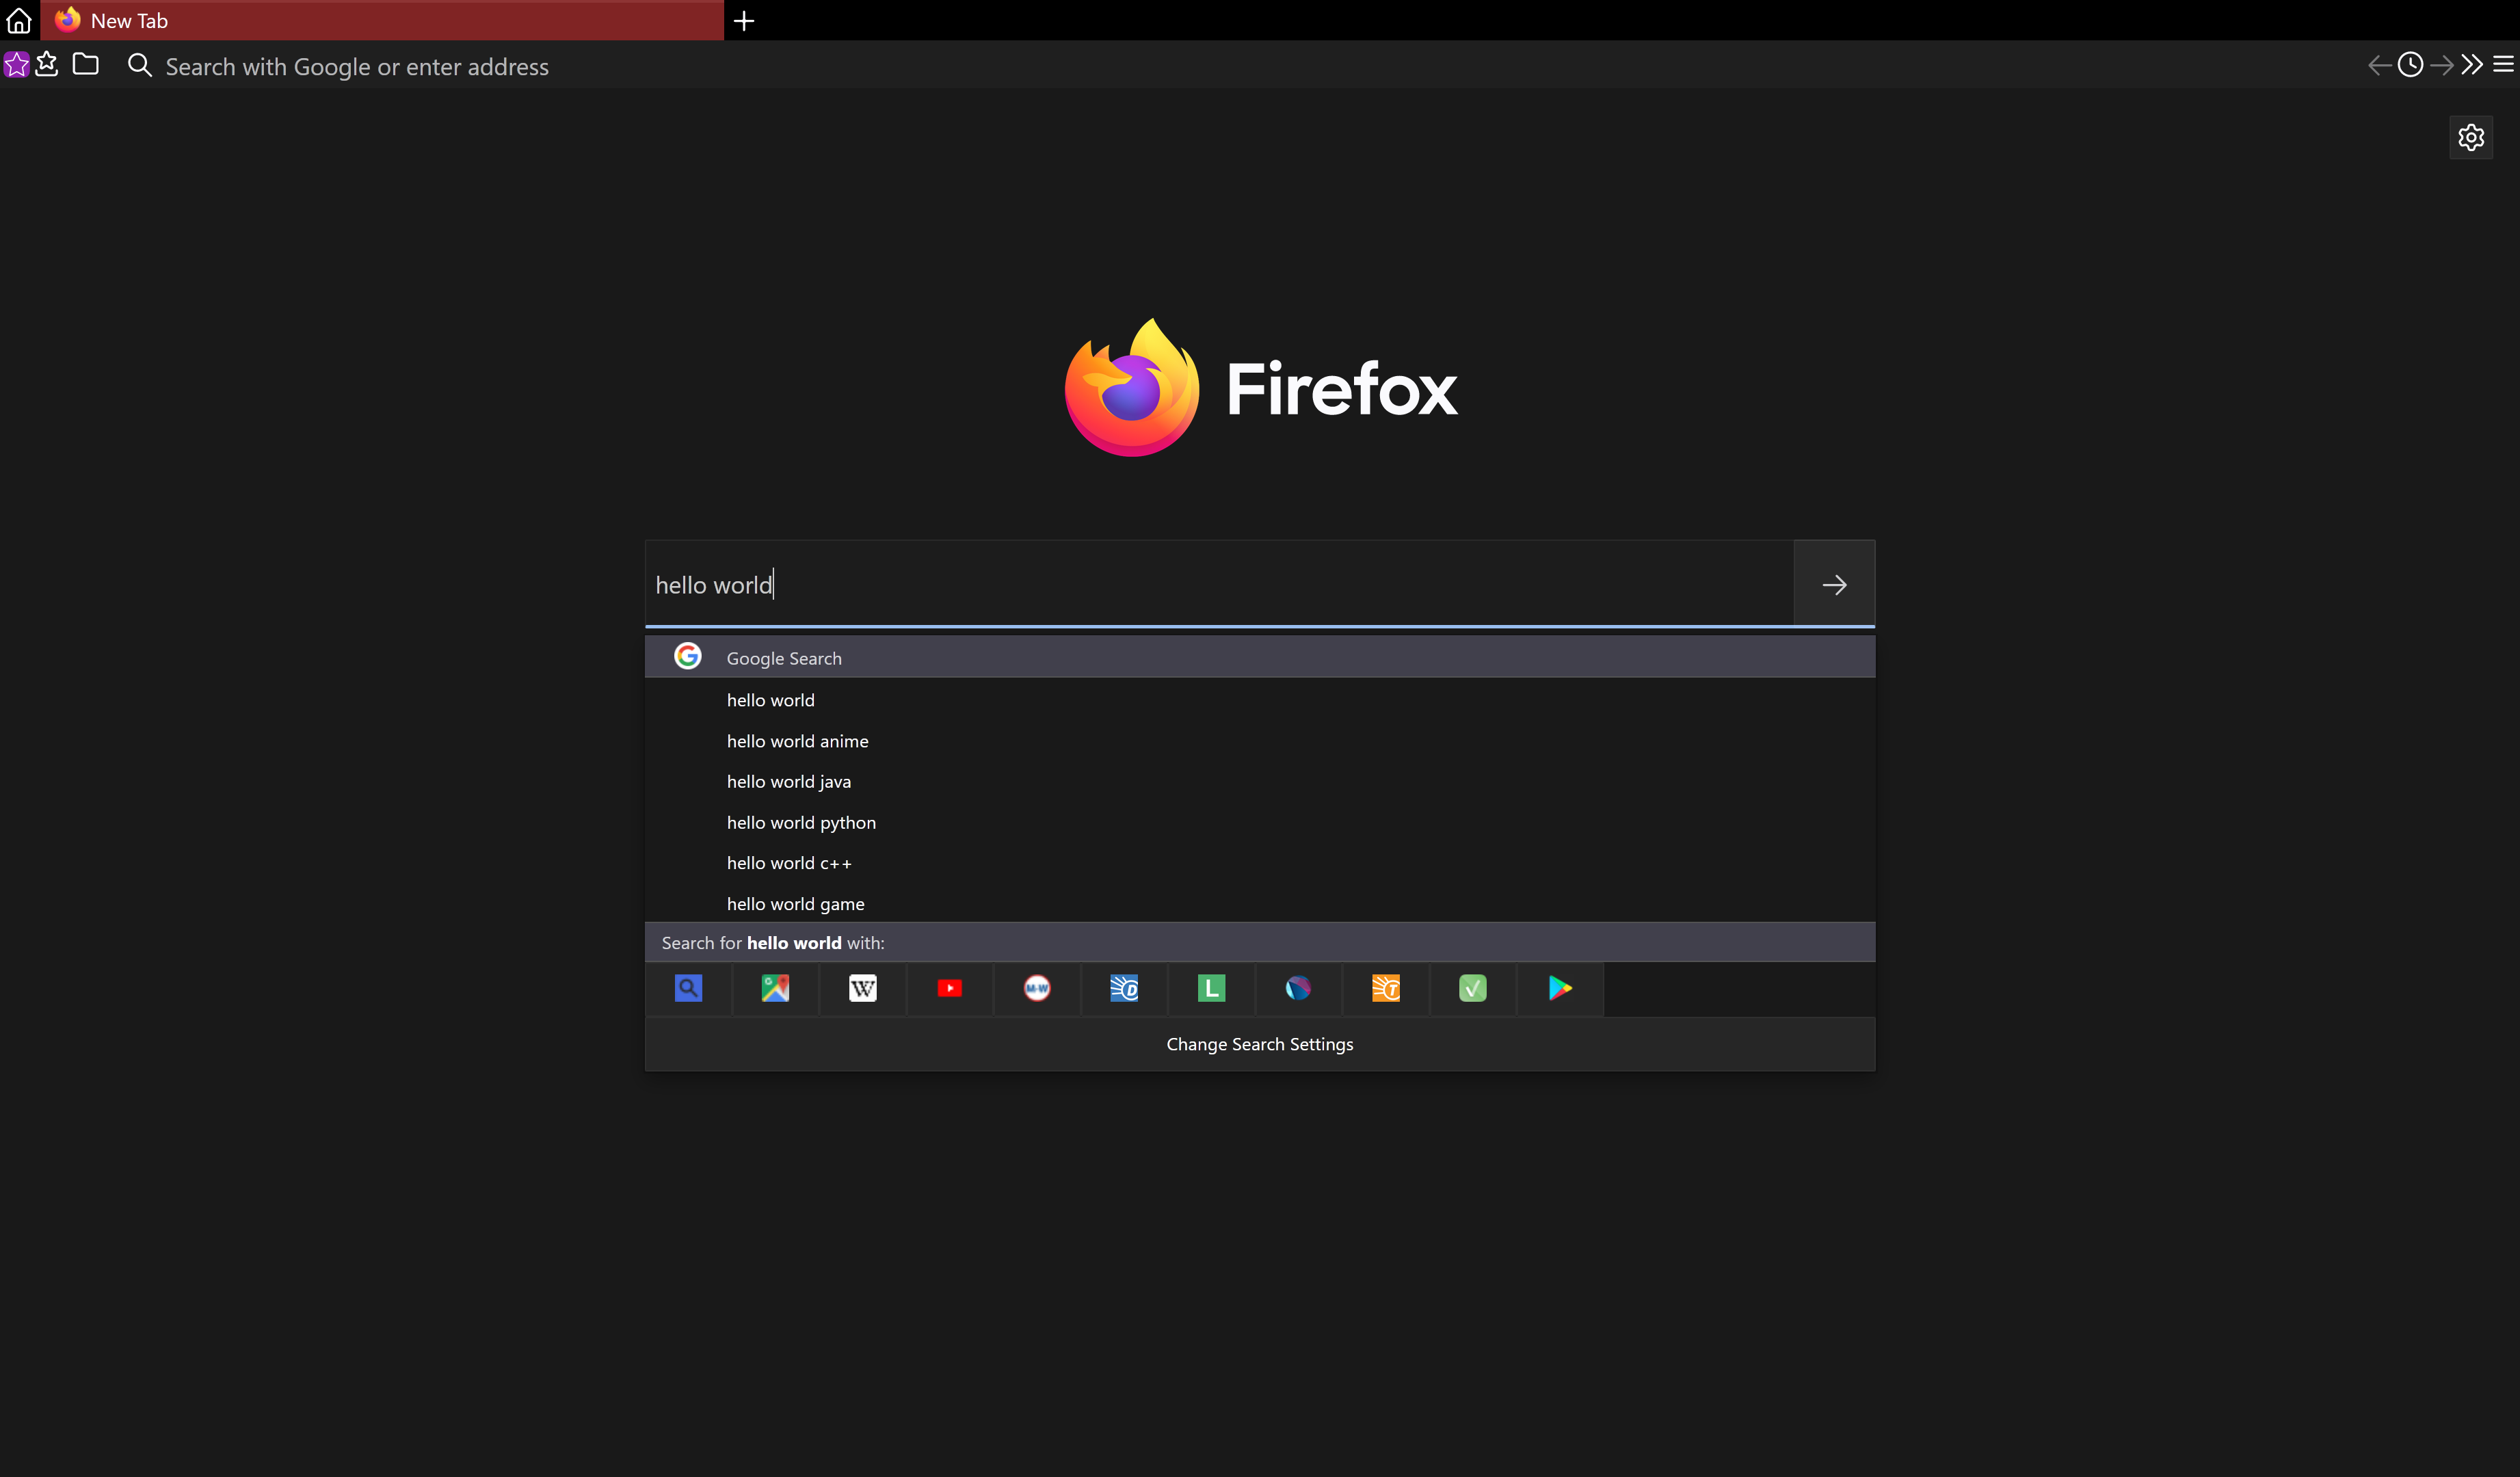 New Tab
Search with Google or enter address
Firefox
hello world
Google Search
hello world
hello world anime
hello world java
hello world python
hello world c++
hello world game
Search for hello world with:
W M-W D L T
Change Search Settings